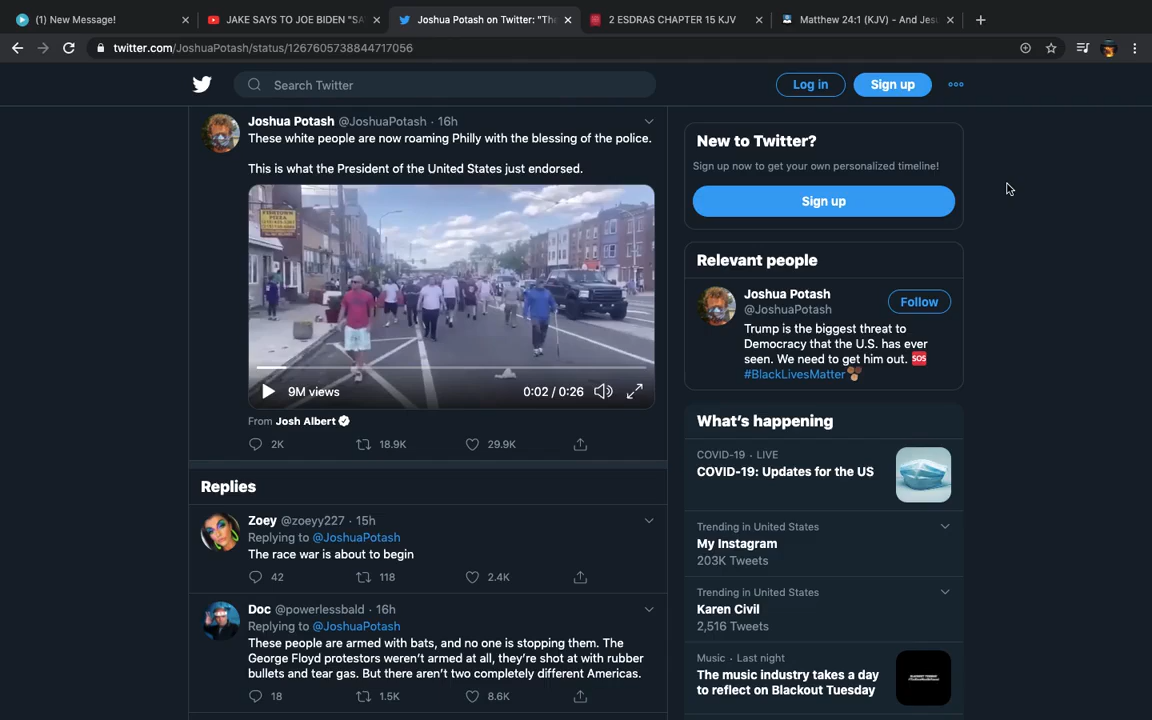 (1) New Message!
JAKE SAYS TO JOE BIDEN "SA
Joshua Potash on Twitter: "The
2 ESDRAS CHAPTER 15 KJV
Matthew 24:1 (KJV) - And Jesu
twitter.com/JoshuaPotash/status/1267605738844717056
Search Twitter
Log in
Sign up
Joshua Potash @JoshuaPotash · 16h
These white people are now roaming Philly with the blessing of the police.
This is what the President of the United States just endorsed.
FISHTOWN
PIZZA
9M views
0:02 / 0:26
From Josh Albert
2K
18.9K
29.9K
Replies
Zoey @zoeyy227 · 15h
Replying to @JoshuaPotash
The race war is about to begin
42
118
2.4K
Doc @powerlessbald · 16h
Replying to @JoshuaPotash
These people are armed with bats, and no one is stopping them. The
George Floyd protestors weren't armed at all, they're shot at with rubber
bullets and tear gas. But there aren't two completely different Americas.
18
1.5K
8.6K
New to Twitter?
Sign up now to get your own personalized timeline!
Sign up
Relevant people
Joshua Potash
@JoshuaPotash
Follow
Trump is the biggest threat to
Democracy that the U.S. has ever
seen. We need to get him out. 🆘
#BlackLivesMatter
What's happening
COVID-19 · LIVE
COVID-19: Updates for the US
Trending in United States
My Instagram
203K Tweets
Trending in United States
Karen Civil
2,516 Tweets
Music · Last night
The music industry takes a day
to reflect on Blackout Tuesday